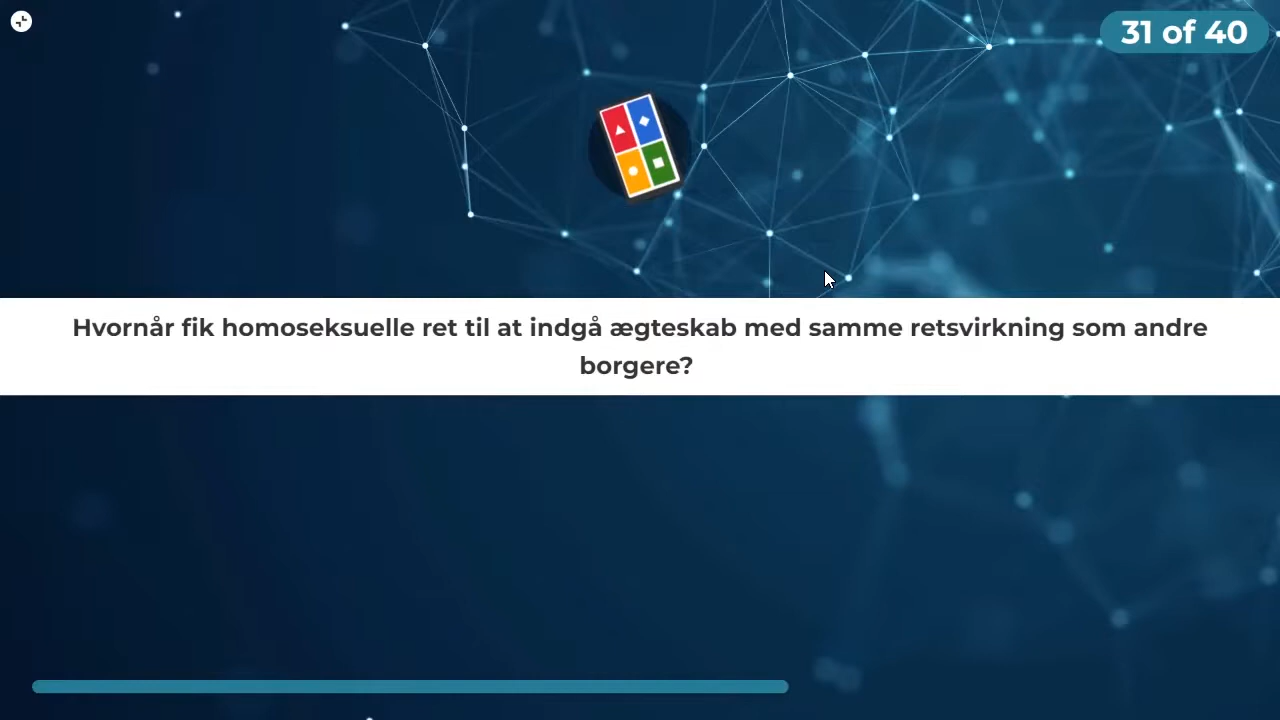 31 of 40
Hvornår fik homoseksuelle ret til at indgå ægteskab med samme retsvirkning som andre
borgere?